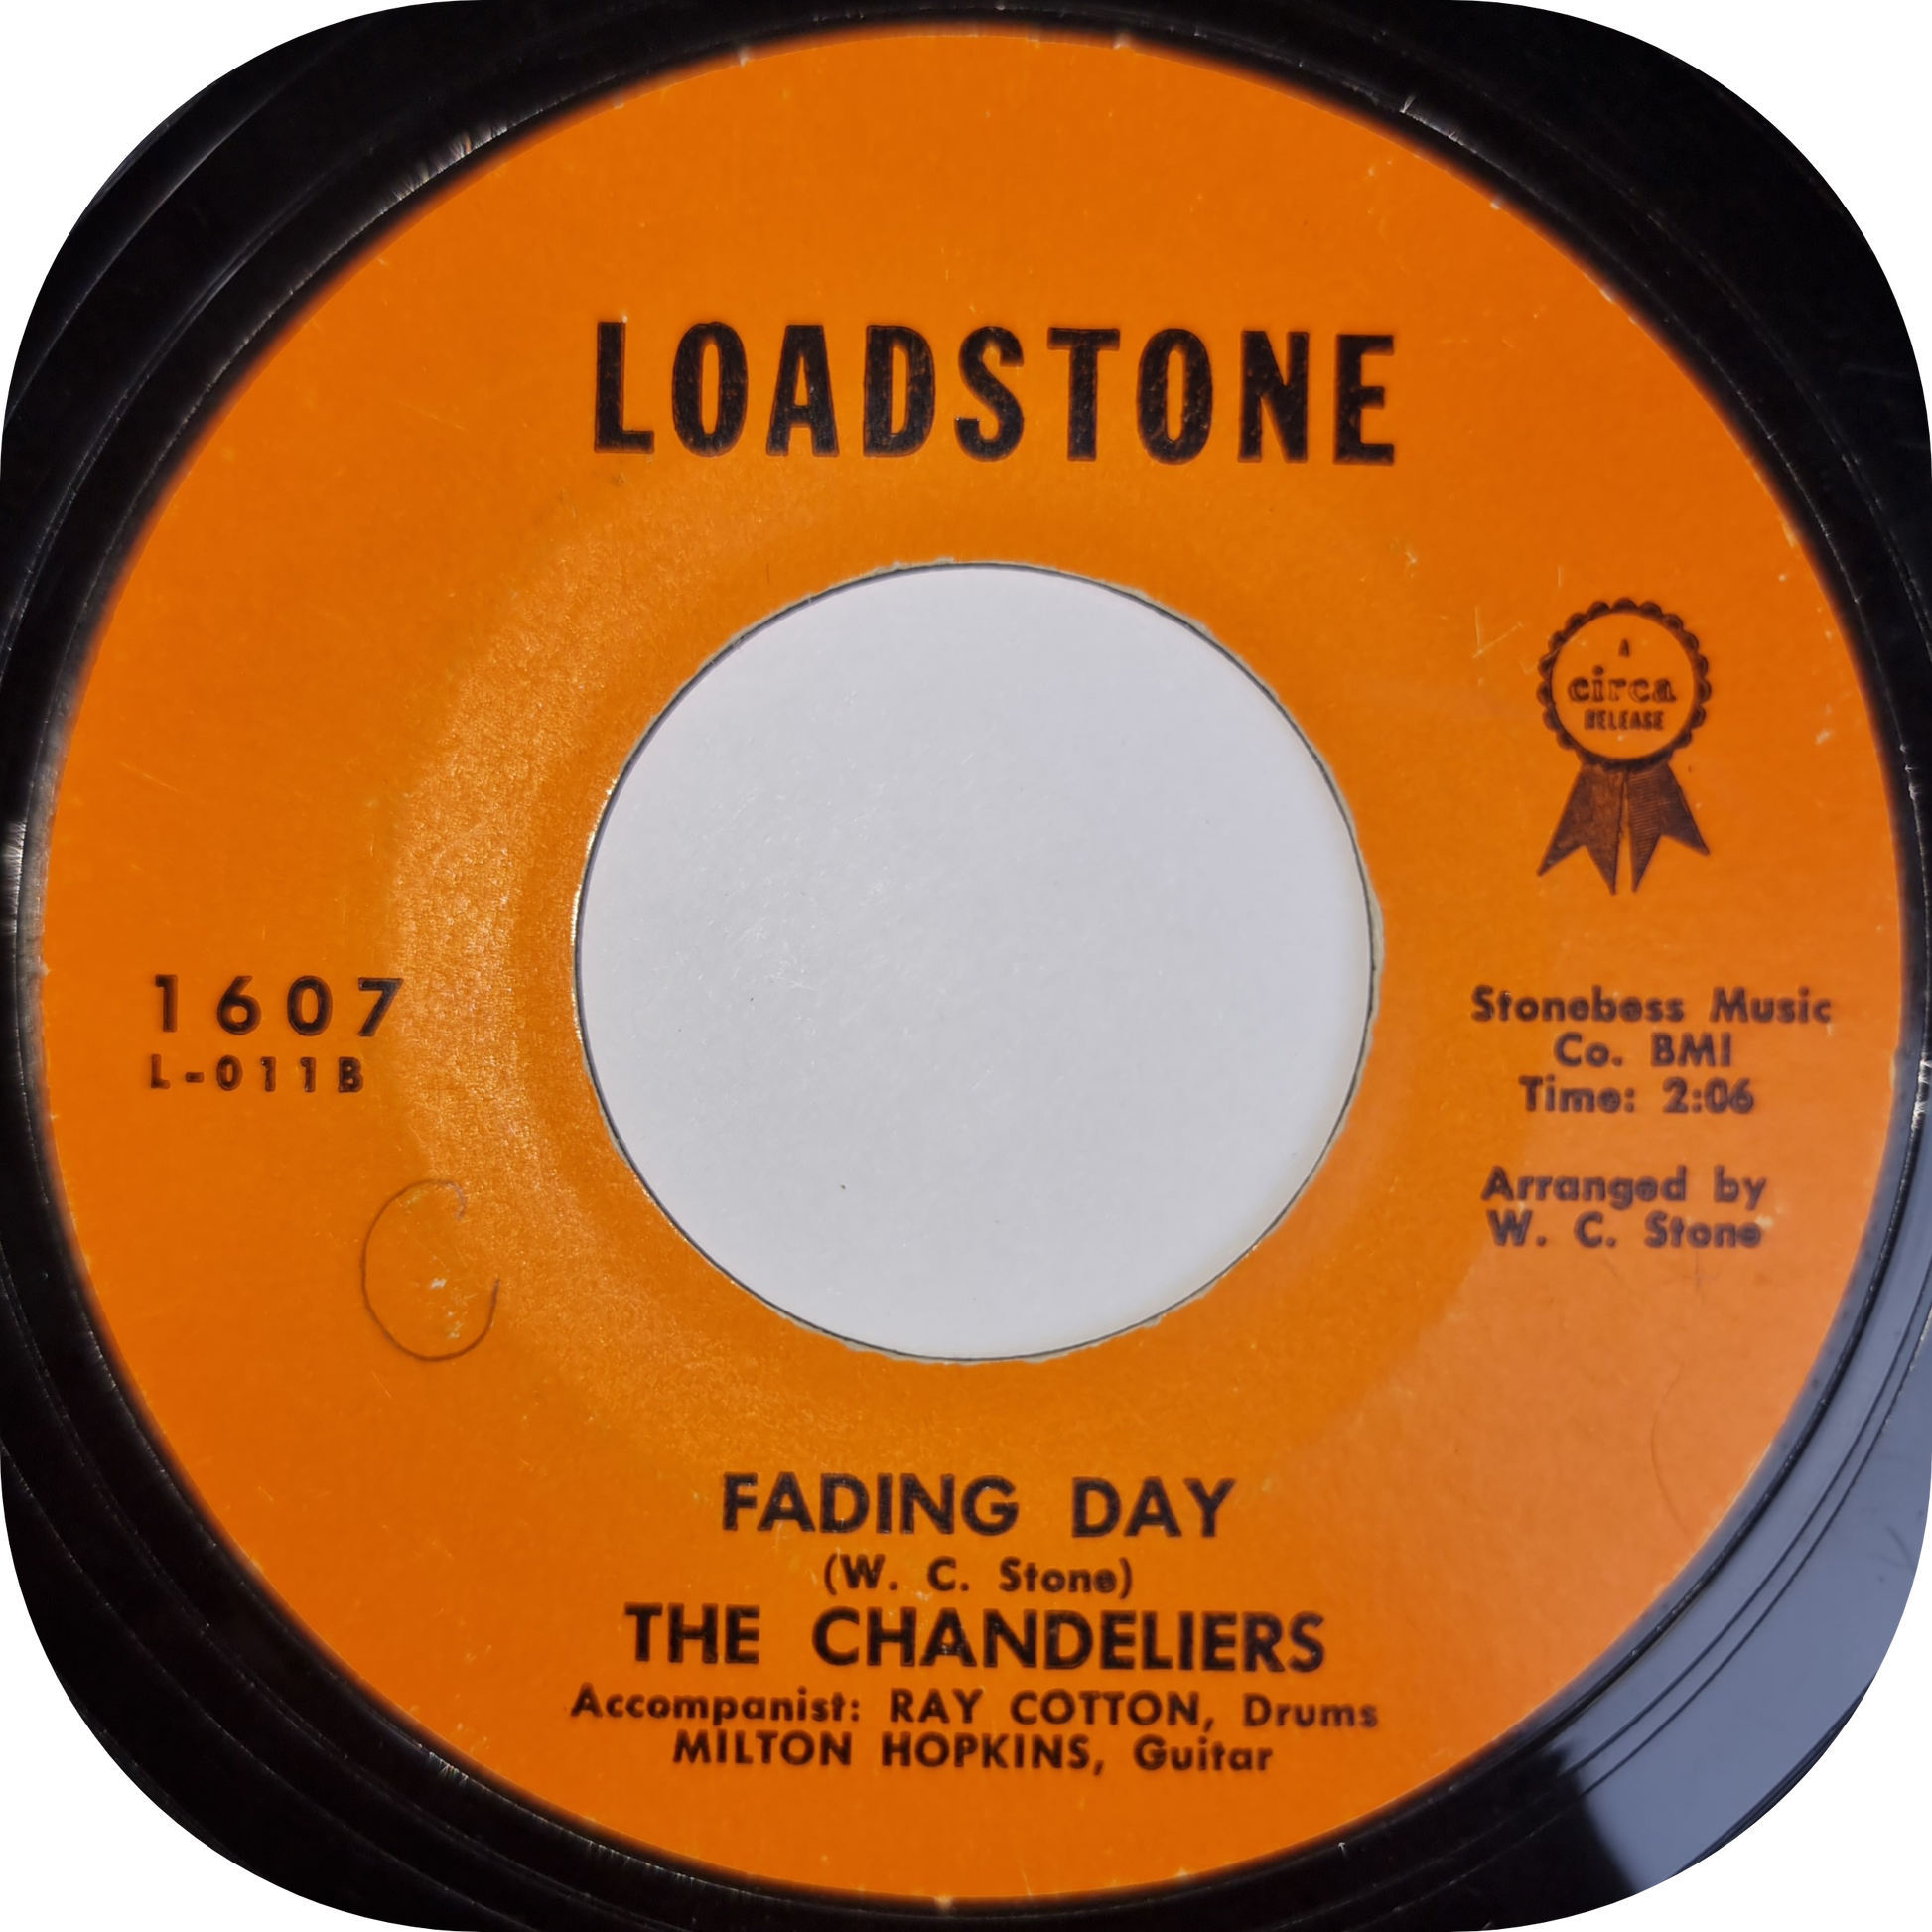 LOADSTONE
A
circa
RELEASE
1607
L-011B
Stonebess Music
Co. BMI
Time: 2:06
Arranged by
W. C. Stone
C
FADING DAY
(W. C. Stone)
THE CHANDELIERS
Accompanist: RAY COTTON, Drums
MILTON HOPKINS, Guitar